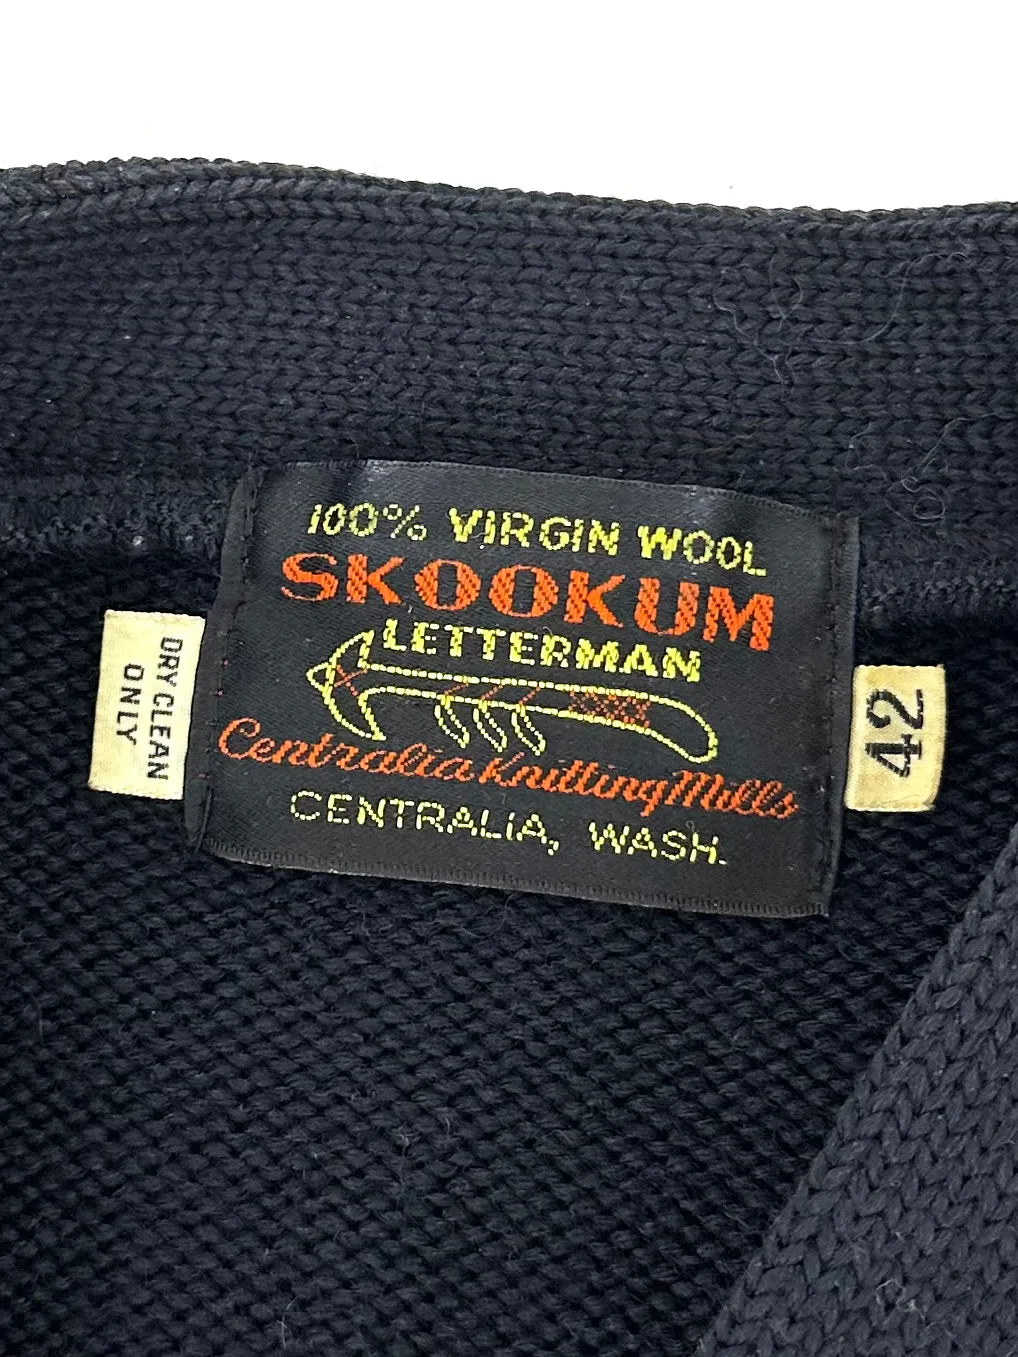 100% VIRGIN WOOL
SKOOKUM
LETTERMAN
Centralia Knitting Mills
CENTRALIA, WASH.
DRY CLEAN
ONLY
42